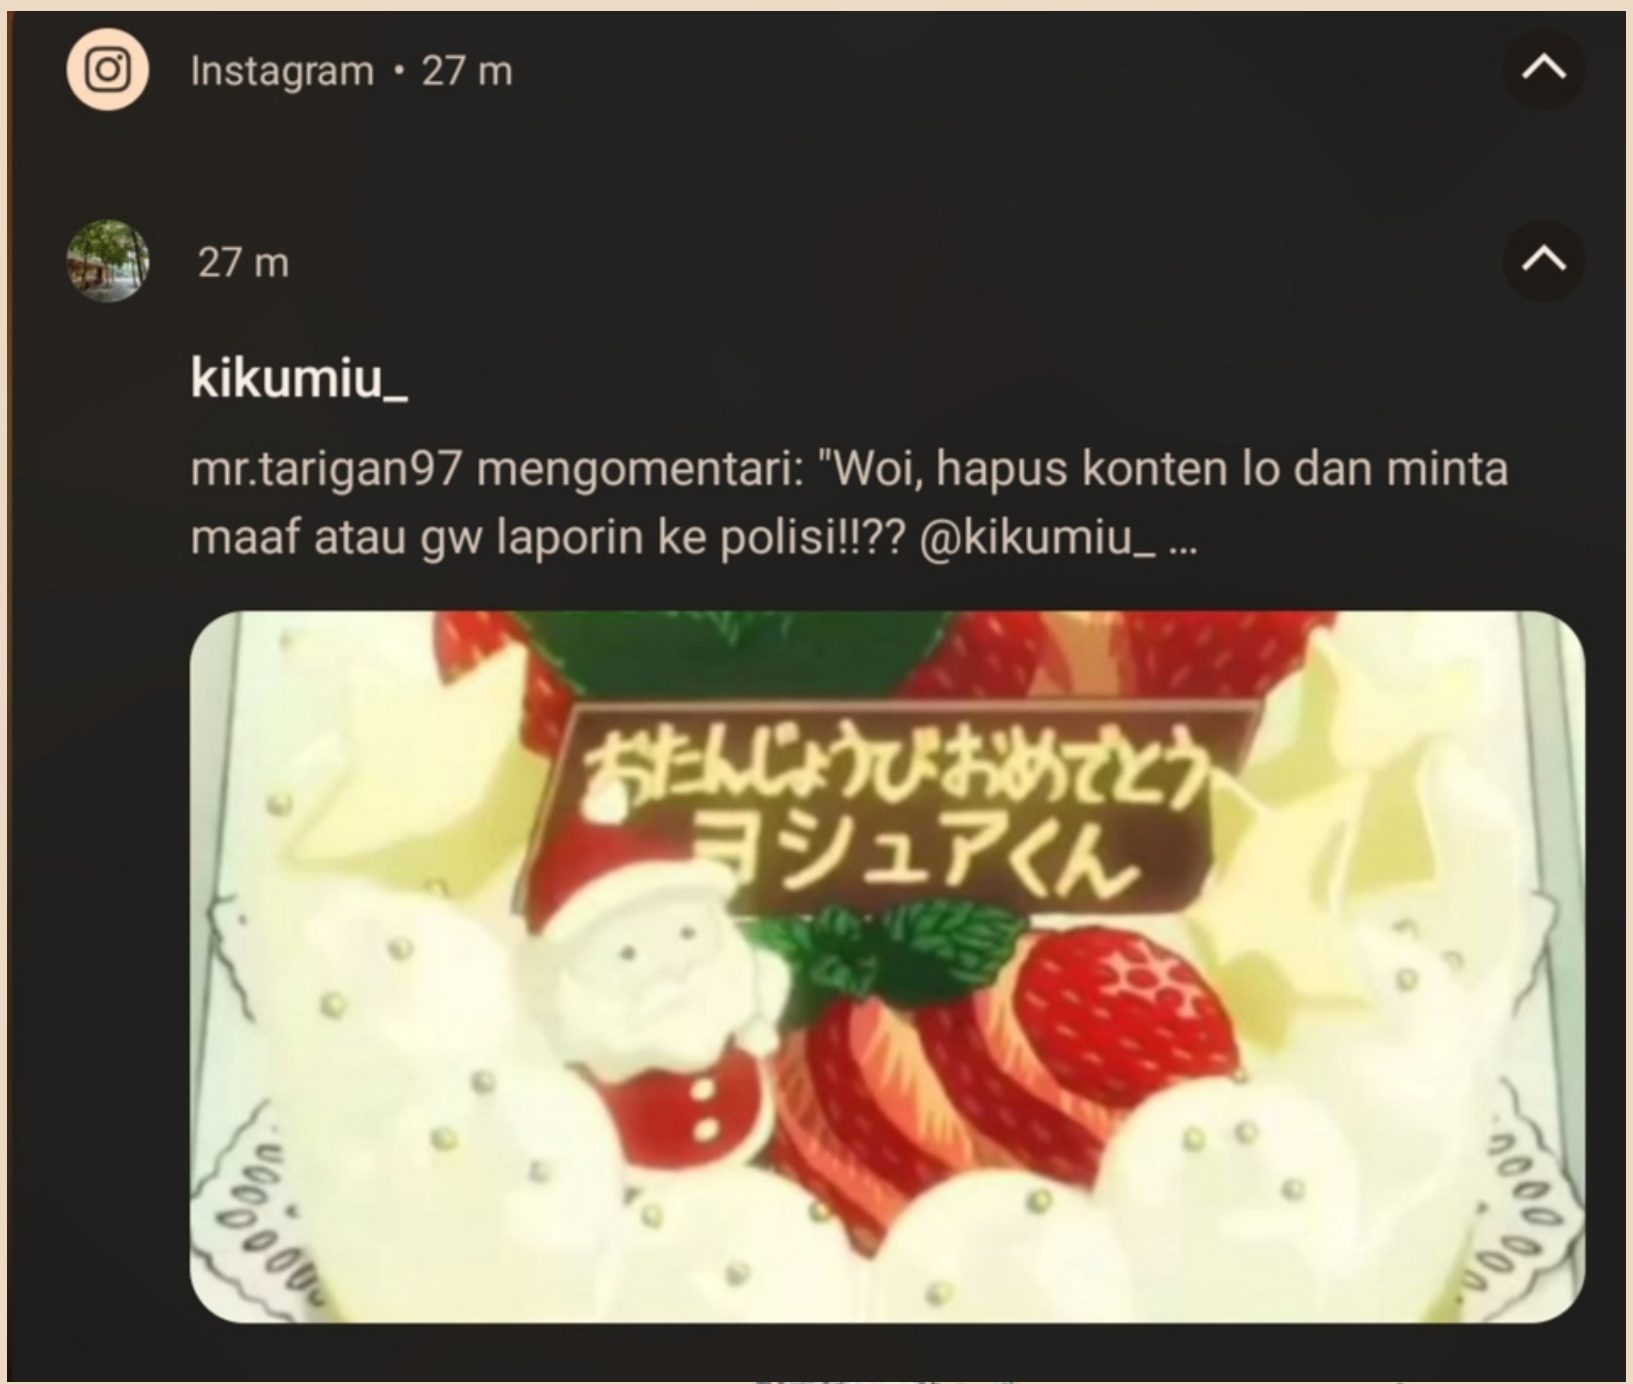 Instagram • 27 m
27 m
kikumiu_
mr.tarigan97 mengomentari: "Woi, hapus konten lo dan minta
maaf atau gw laporin ke polisi!!?? @kikumiu_ ...
おたんじょうびおめでとう
ヨシュアくん